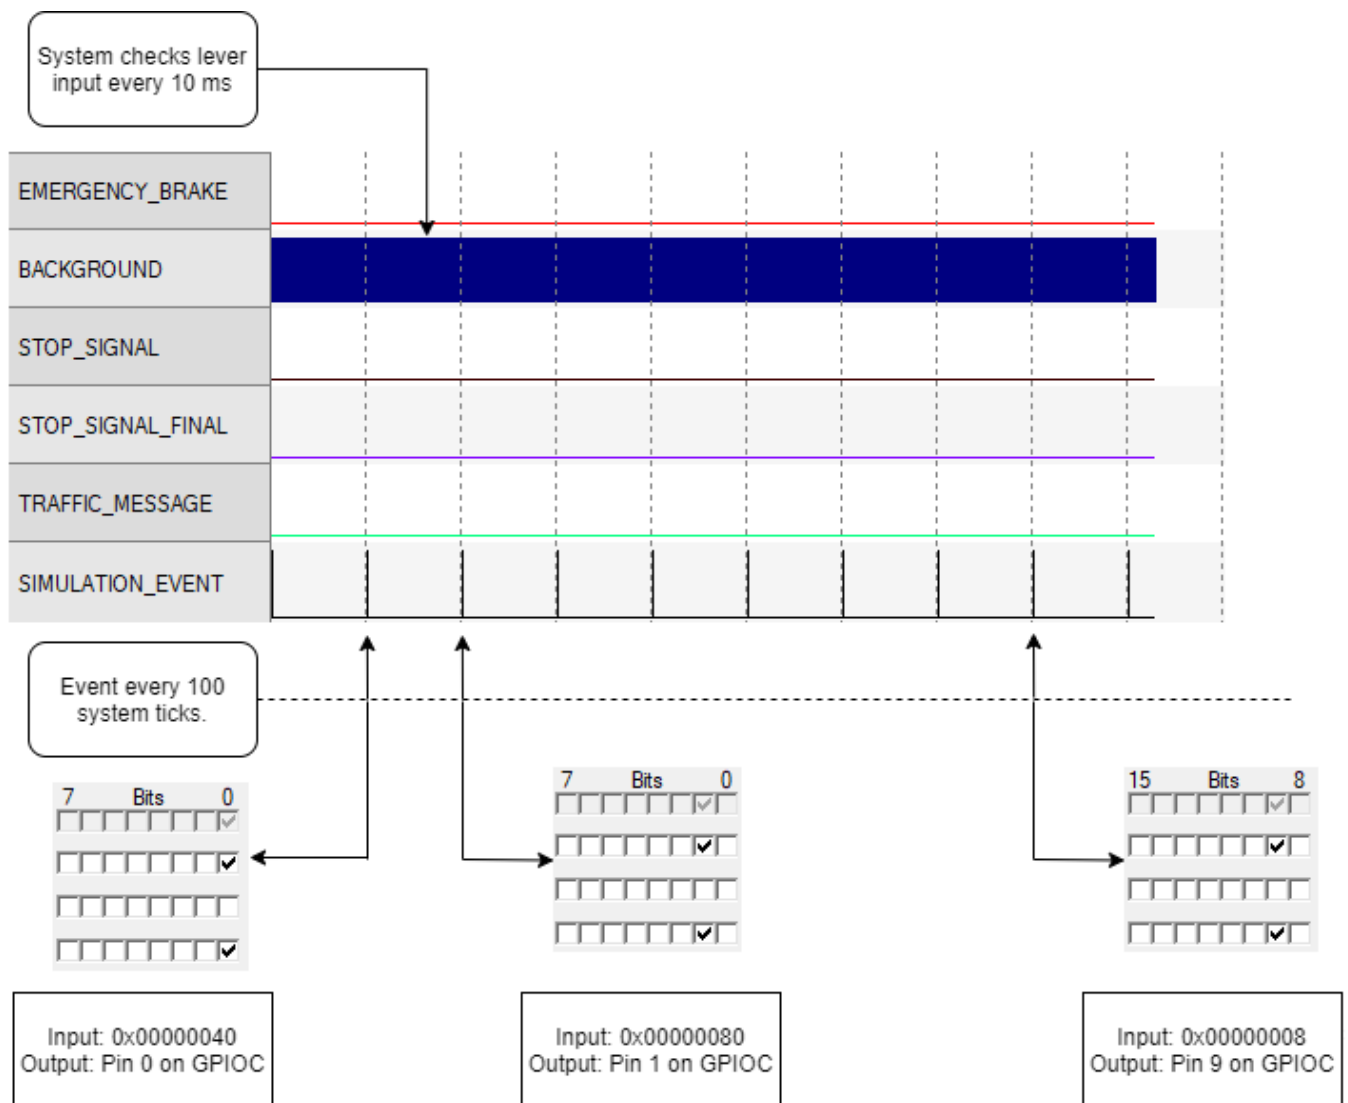 System checks lever
input every 10 ms
EMERGENCY_BRAKE
BACKGROUND
STOP_SIGNAL
STOP_SIGNAL_FINAL
TRAFFIC_MESSAGE
SIMULATION_EVENT
Event every 100
system ticks.
7 Bits 0
7 Bits 0
15 Bits 8
Input: 0x00000040
Output: Pin 0 on GPIOC
Input: 0x00000080
Output: Pin 1 on GPIOC
Input: 0x00000008
Output: Pin 9 on GPIOC